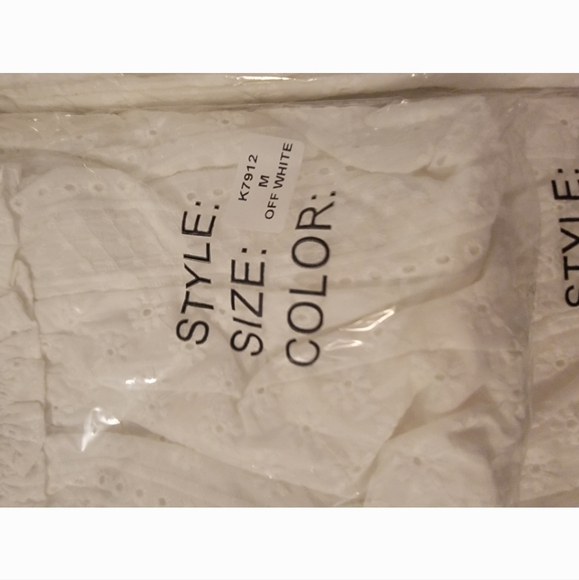 STYLE: K7912
SIZE: M
COLOR: OFF WHITE
STYLE: